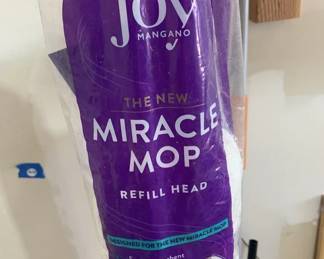 joy
MANGANO
THE NEW
MIRACLE
MOP
REFILL HEAD
DESIGNED FOR THE NEW MIRACLE MOP